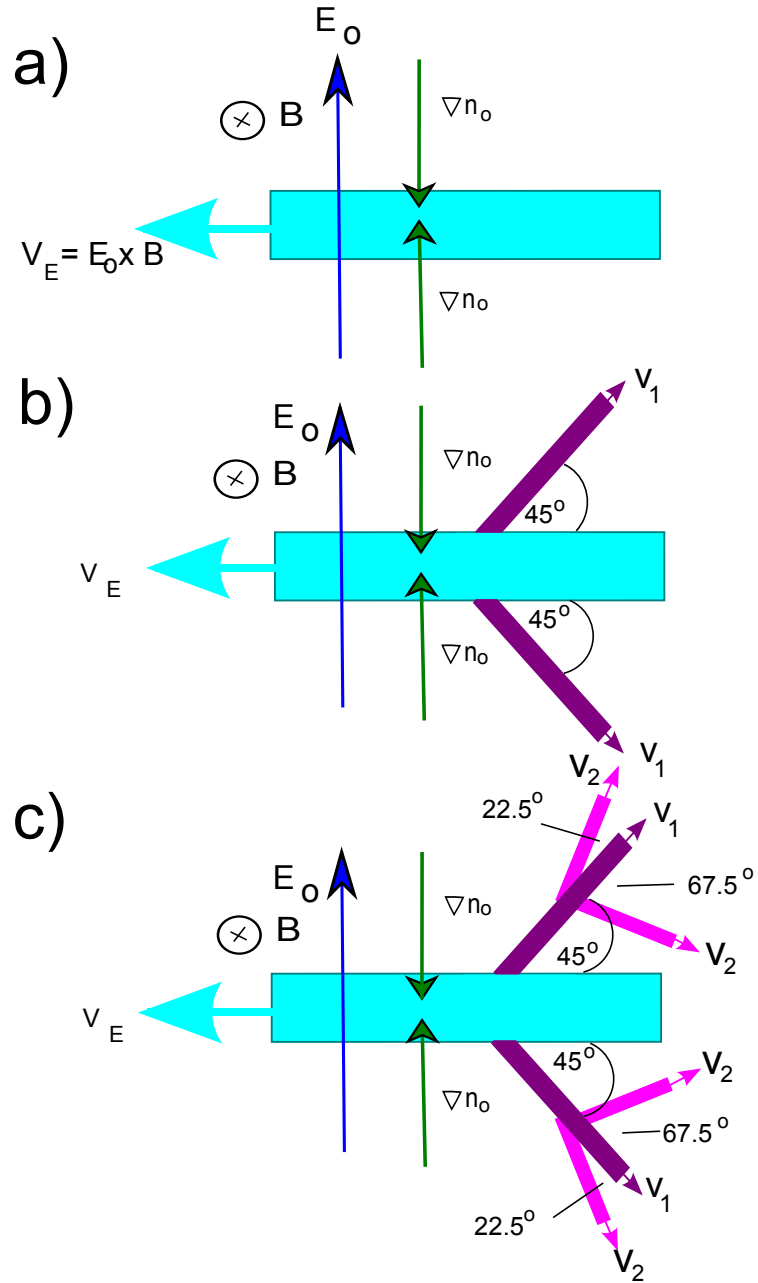 a)
E o
B
▽n o
V E = E o x B
▽n o
b)
E o
B
▽n o
v 1
45 o
V E
45 o
▽n o
v 1
c)
v 2
22.5 o
v 1
E o
B
▽n o
67.5 o
45 o
v 2
V E
45 o
v 2
▽n o
67.5 o
v 1
22.5 o
v 2